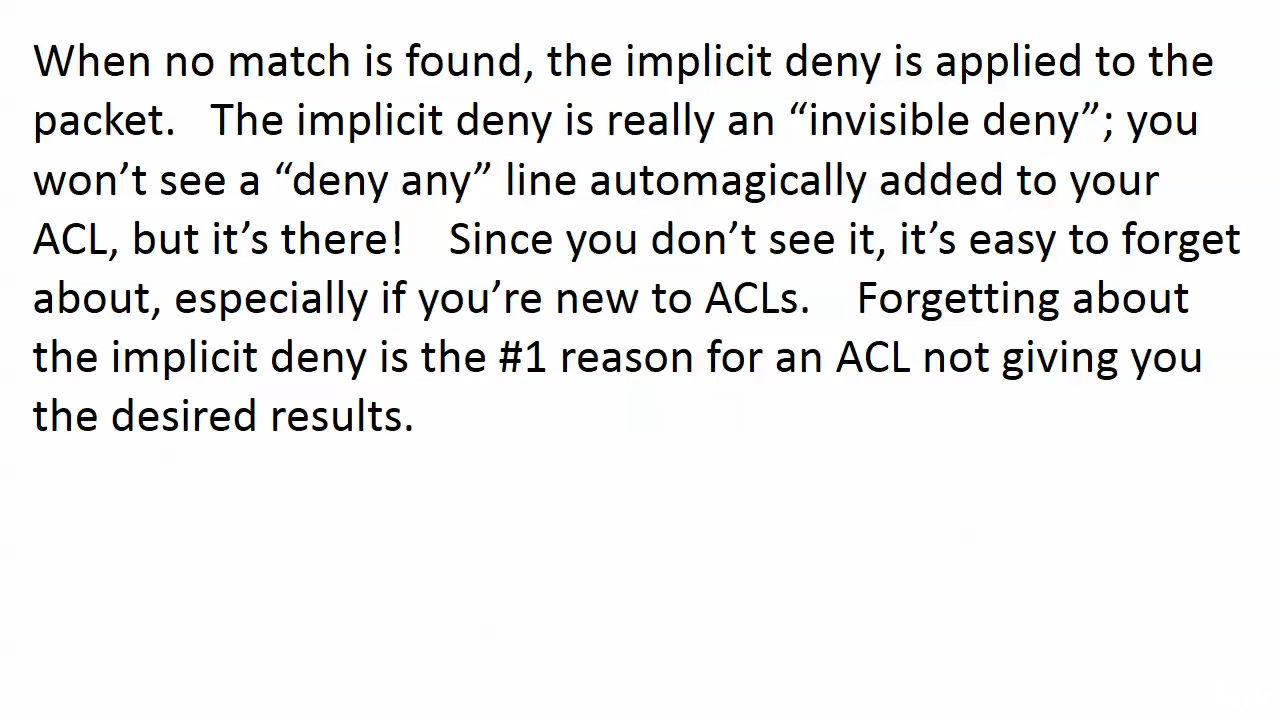 When no match is found, the implicit deny is applied to the
packet.   The implicit deny is really an “invisible deny”; you
won’t see a “deny any” line automagically added to your
ACL, but it’s there!    Since you don’t see it, it’s easy to forget
about, especially if you’re new to ACLs.    Forgetting about
the implicit deny is the #1 reason for an ACL not giving you
the desired results.